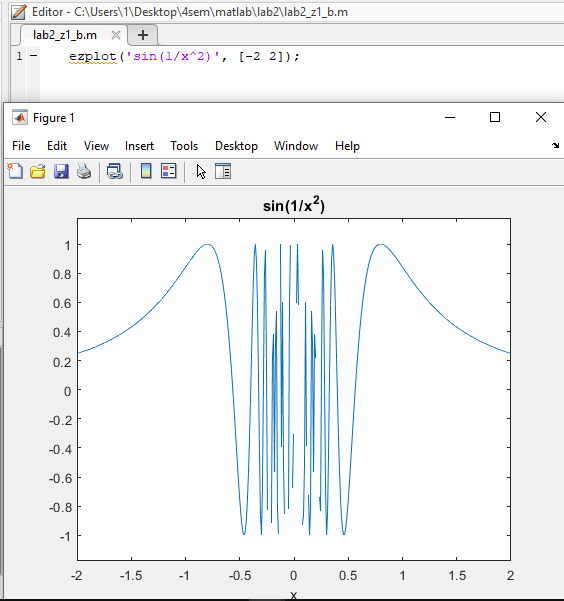 Editor - C:\Users\1\Desktop\4sem\matlab\lab2\lab2_z1_b.m
lab2_z1_b.m
1 - ezplot('sin(1/x^2)', [-2 2]);
Figure 1
File Edit View Insert Tools Desktop Window Help
sin(1/x²)
1
0.8
0.6
0.4
0.2
0
-0.2
-0.4
-0.6
-0.8
-1
-2 -1.5 -1 -0.5 0 0.5 1 1.5 2
x